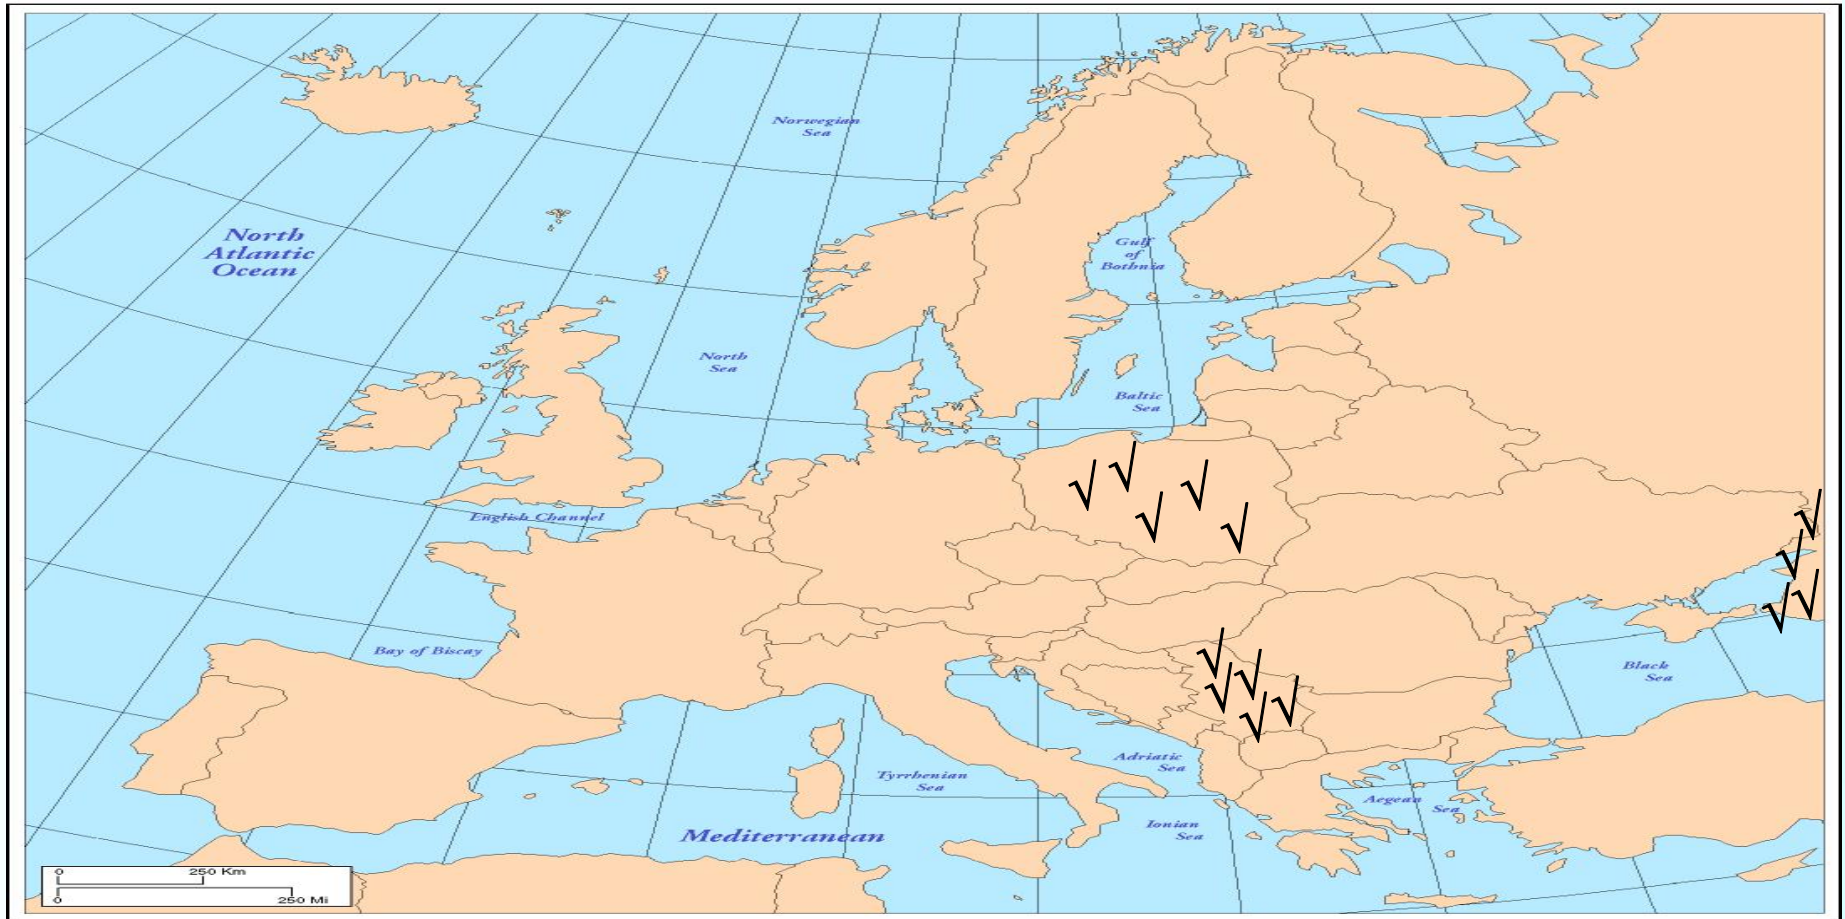 Norwegian
Sea
North
Atlantic
Ocean
Gulf
of
Bothnia
North
Sea
Baltic
Sea
√ √ √
√ √
English Channel
√
√
√ √
Bay of Biscay
√
√ √
√ √
Black
Sea
Adriatic
Sea
Tyrrhenian
Sea
Aegean
Sea
Mediterranean
Ionian
Sea
0 250 Km
0 250 Mi